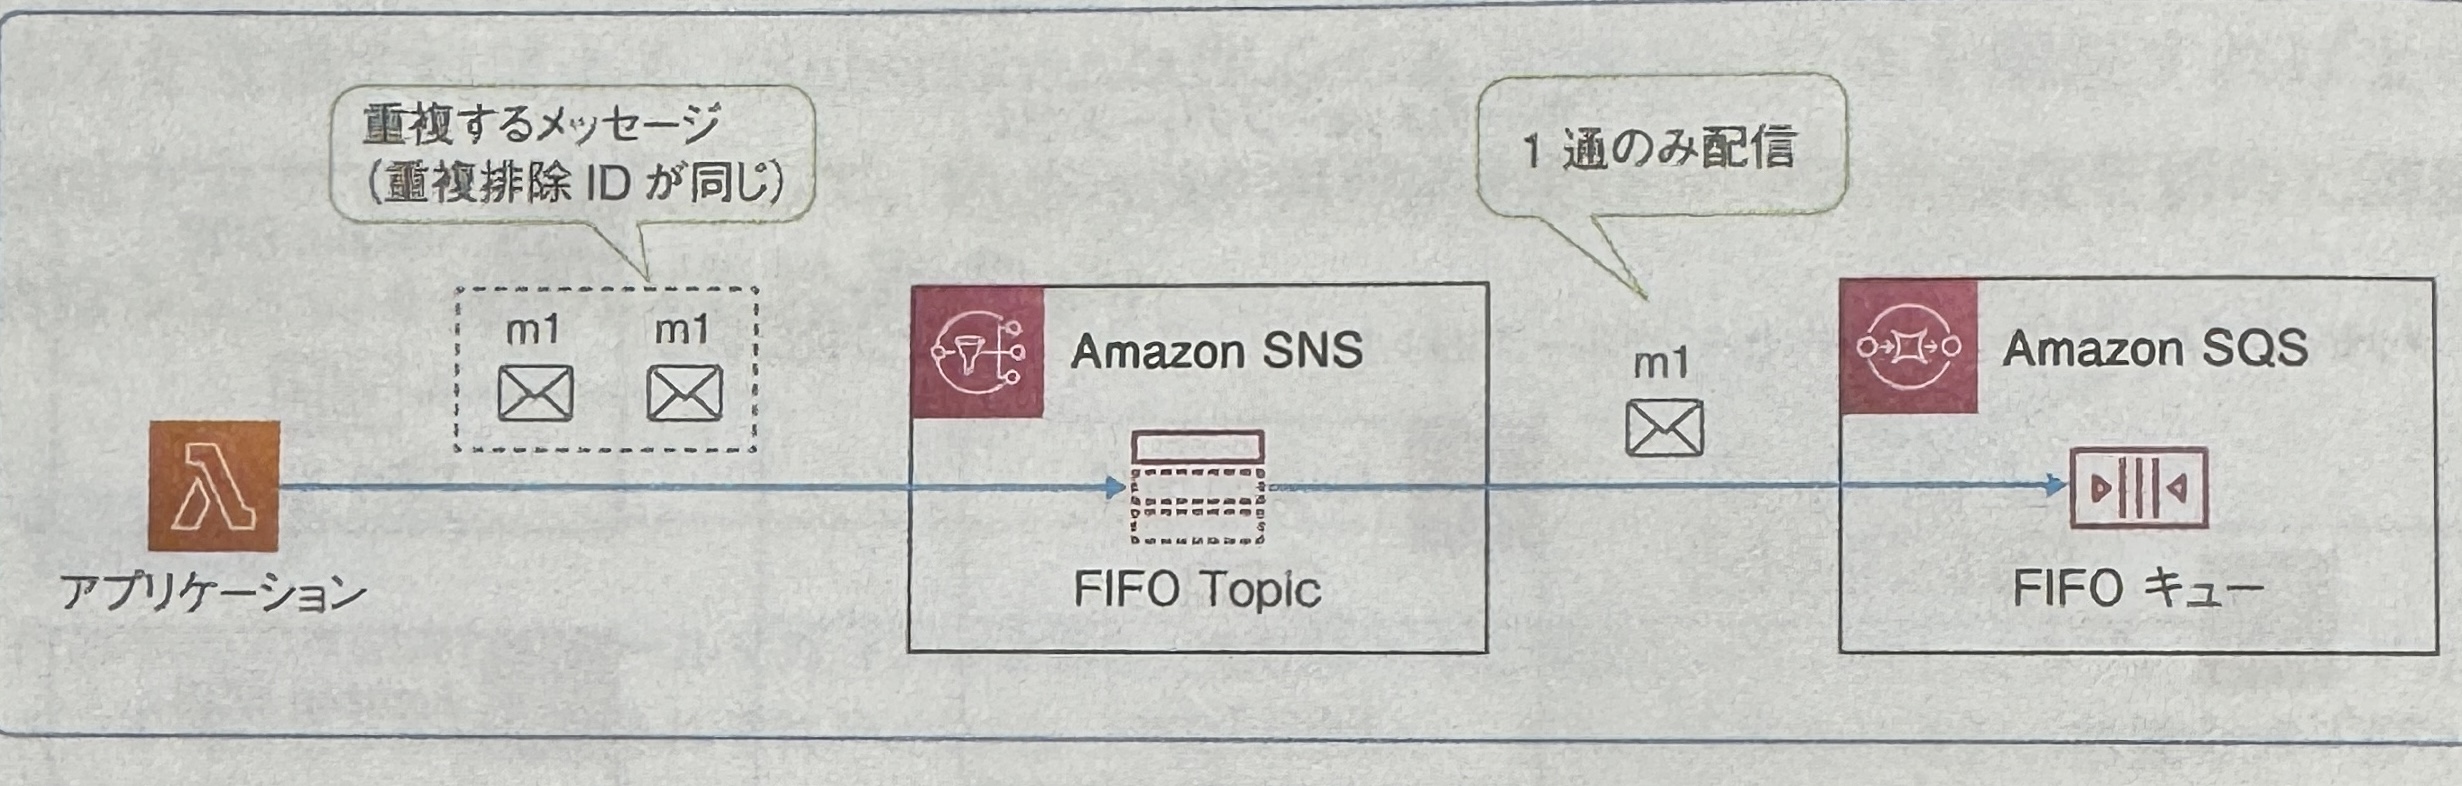 重複するメッセージ
(重複排除 ID が同じ)
1 通のみ配信
m1
m1
Amazon SNS
m1
Amazon SQS
アプリケーション
FIFO Topic
FIFO キュー